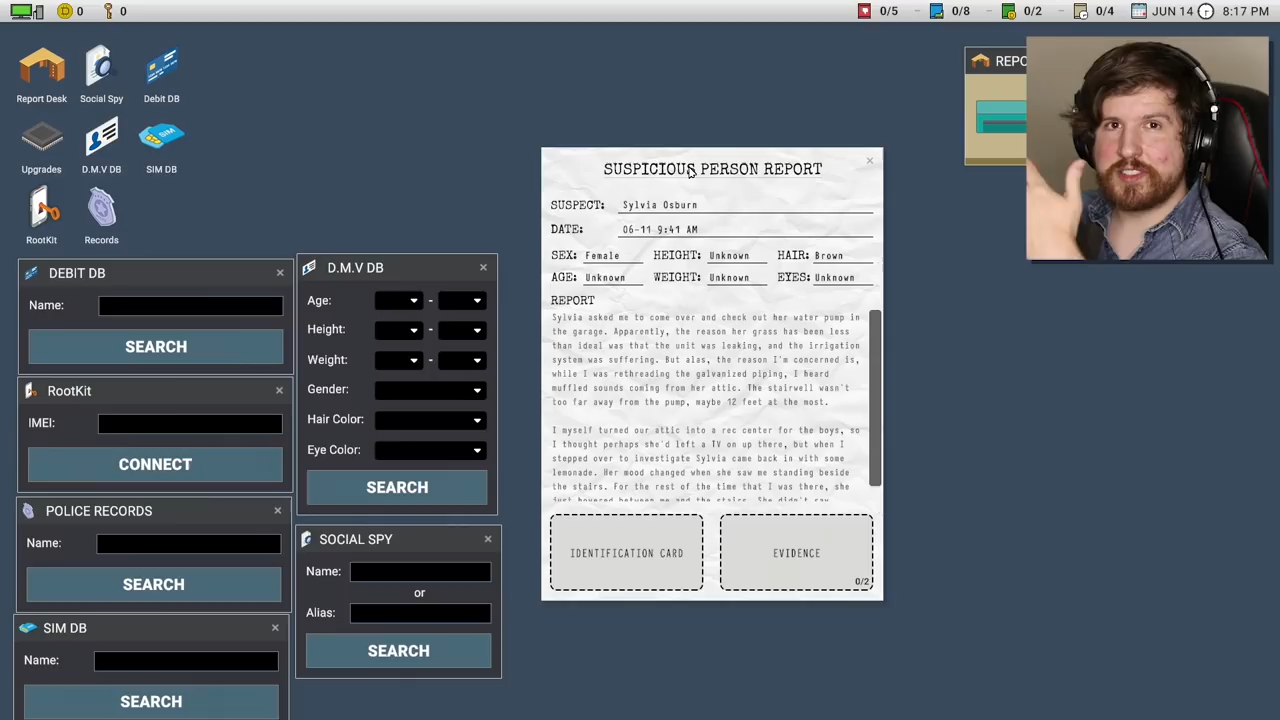 0
0
0/5
0/8
0/2
0/4
JUN 14
8:17 PM
Report Desk
Social Spy
Debit DB
Upgrades
D.M.V DB
SIM DB
RootKit
Records
REPO
DEBIT DB
Name:
SEARCH
RootKit
IMEI:
CONNECT
POLICE RECORDS
Name:
SEARCH
SIM DB
Name:
SEARCH
D.M.V DB
Age:
-
Height:
-
Weight:
-
Gender:
Hair Color:
Eye Color:
SEARCH
SOCIAL SPY
Name:
or
Alias:
SEARCH
SUSPICIOUS PERSON REPORT
SUSPECT: Sylvia Osburn
DATE: 06-11 9:41 AM
SEX: Female HEIGHT: Unknown HAIR: Brown
AGE: Unknown WEIGHT: Unknown EYES: Unknown
REPORT
Sylvia asked me to come over and check out her water pump in
the garage. Apparently, the reason her grass has been less
than ideal was that the unit was leaking, and the irrigation
system was suffering. But alas, the reason I'm concerned is,
while I was rethreading the galvanized piping, I heard
muffled sounds coming from her attic. The stairwell wasn't
too far away from the pump, maybe 12 feet at the most.
I myself turned our attic into a rec center for the boys, so
I thought perhaps she'd left a TV on up there, but when I
stepped over to investigate Sylvia came back in with some
lemonade. Her mood changed when she saw me standing beside
the stairs. For the rest of the time that I was there, she
just hovered between me and the stairs. She didn't say
IDENTIFICATION CARD
EVIDENCE
0/2